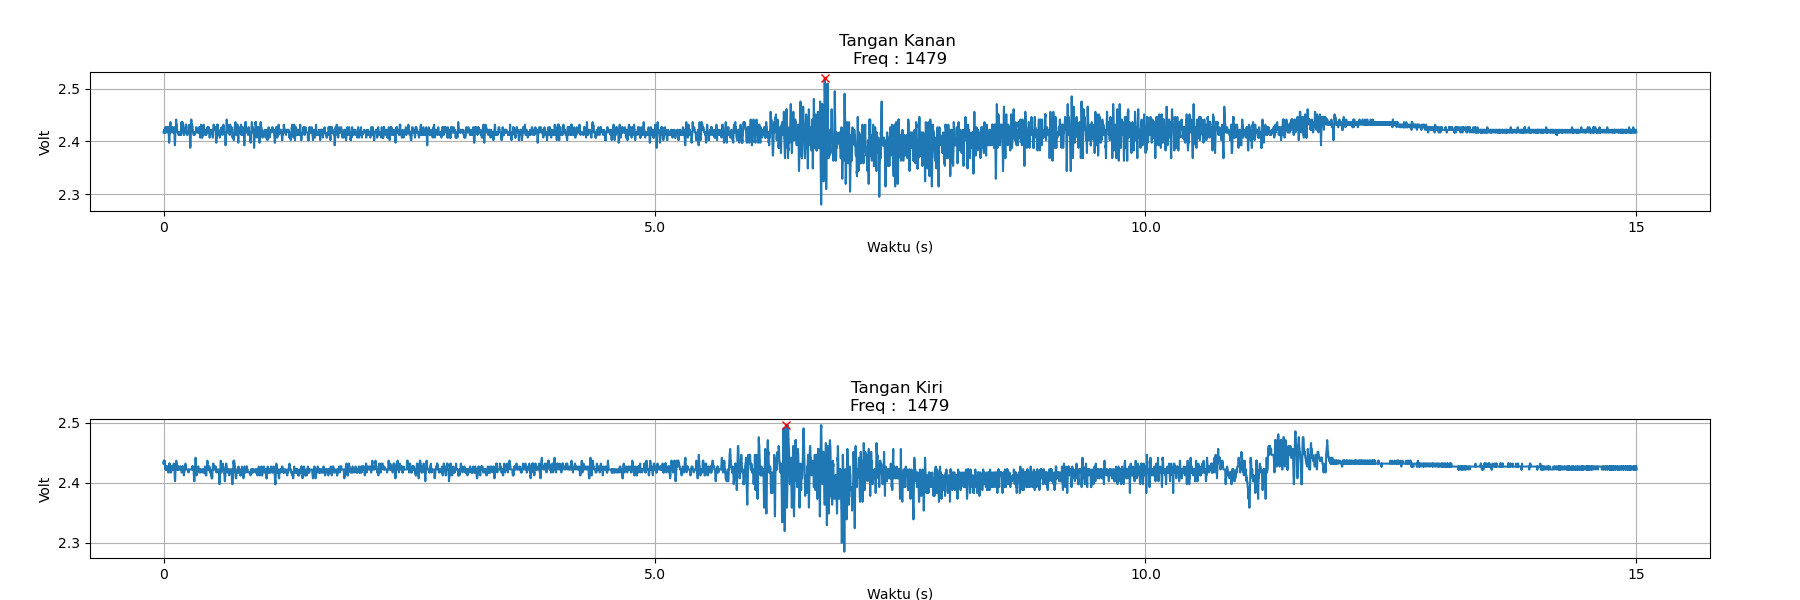 Tangan Kanan
Freq : 1479
2.5
2.4
2.3
Volt
0 5.0 10.0 15
Waktu (s)
Tangan Kiri
Freq :  1479
2.5
2.4
2.3
Volt
0 5.0 10.0 15
Waktu (s)